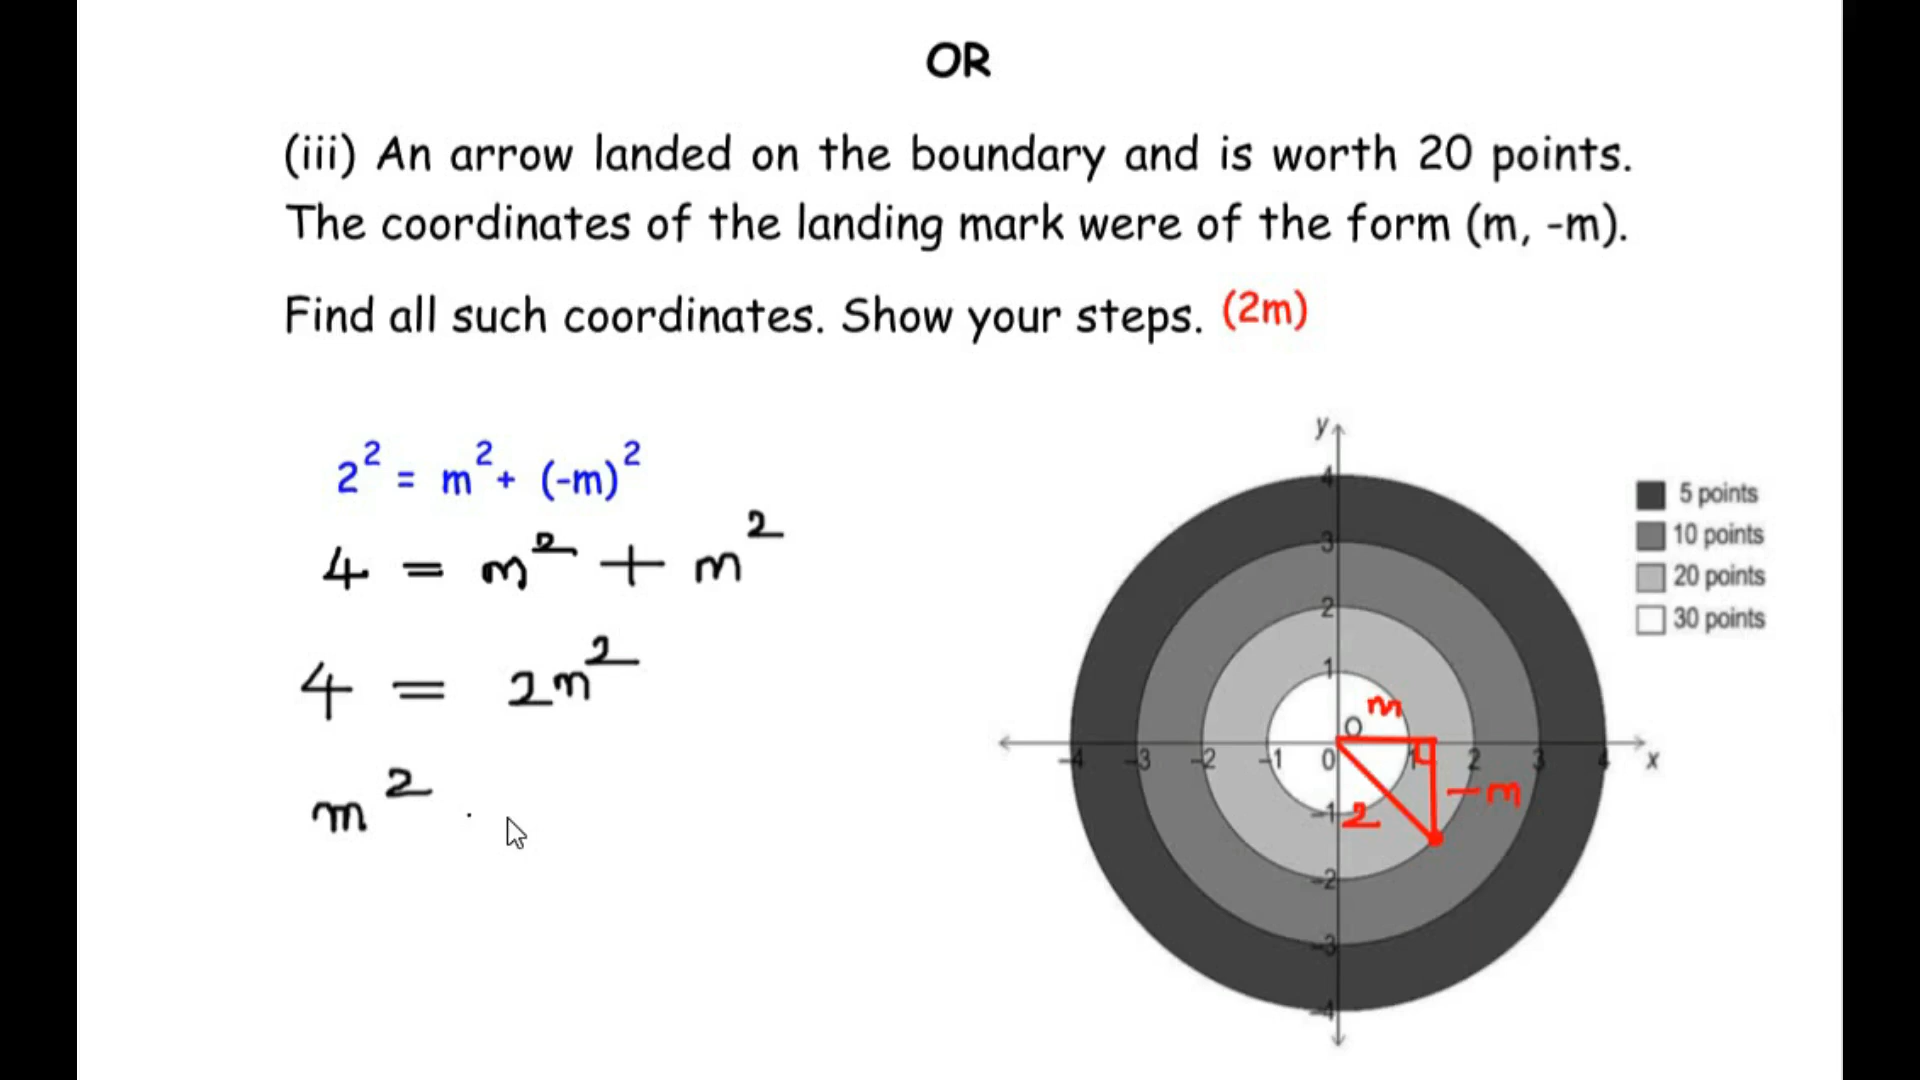 OR
(iii) An arrow landed on the boundary and is worth 20 points.
The coordinates of the landing mark were of the form (m, -m).
Find all such coordinates. Show your steps. (2m)
2² = m² + (-m)²
4 = m² + m²
4 = 2m²
m²
y
4
3
2
1
O
m
-4 -3 -2 -1 0 1 2 3 4 x
-m
-1
2
-2
-3
-4
5 points
10 points
20 points
30 points